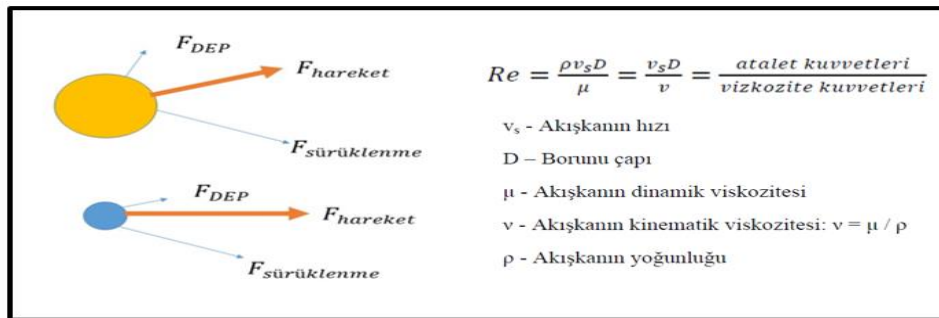 F_DEP
F_hareket
F_sürüklenme
F_DEP
F_hareket
F_sürüklenme
Re = ρv_sD / μ = v_sD / ν = atalet kuvvetleri / vizkozite kuvvetleri
v_s - Akışkanın hızı
D – Borunu çapı
μ - Akışkanın dinamik viskozitesi
ν - Akışkanın kinematik viskozitesi: ν = μ / ρ
ρ - Akışkanın yoğunluğu